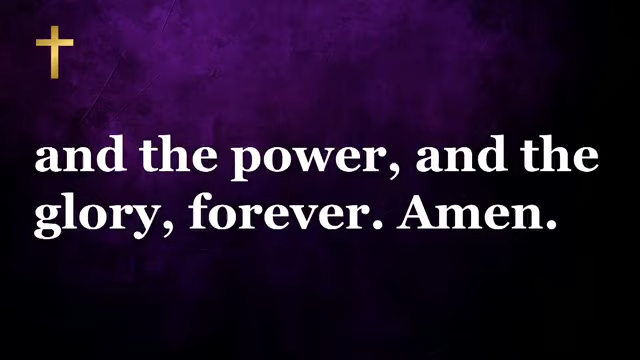 and the power, and the
glory, forever. Amen.